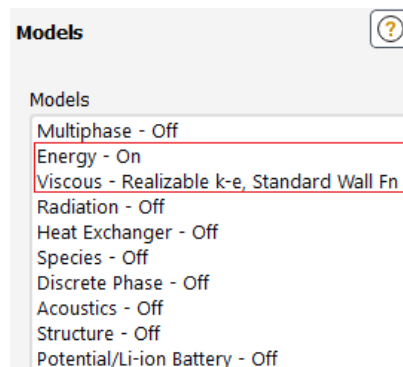 Models
?
Models
Multiphase - Off
Energy - On
Viscous - Realizable k-e, Standard Wall Fn
Radiation - Off
Heat Exchanger - Off
Species - Off
Discrete Phase - Off
Acoustics - Off
Structure - Off
Potential/Li-ion Battery - Off